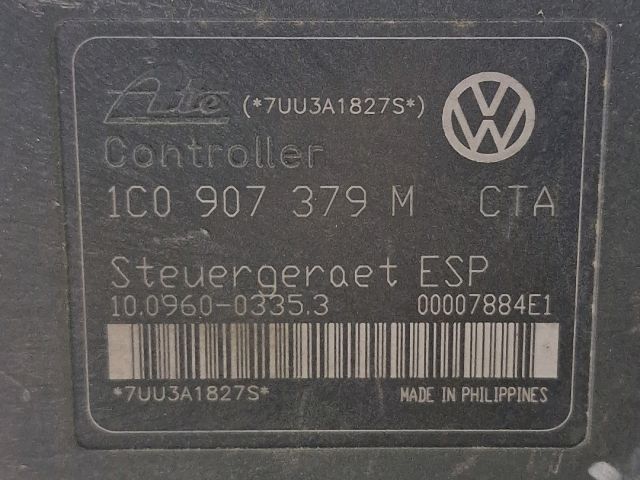 Ate (*7UU3A1827S*)
Controller
1C0 907 379 M CTA
Steuergeraet ESP
10.0960-0335.3 00007884E1
*7UU3A1827S* MADE IN PHILIPPINES